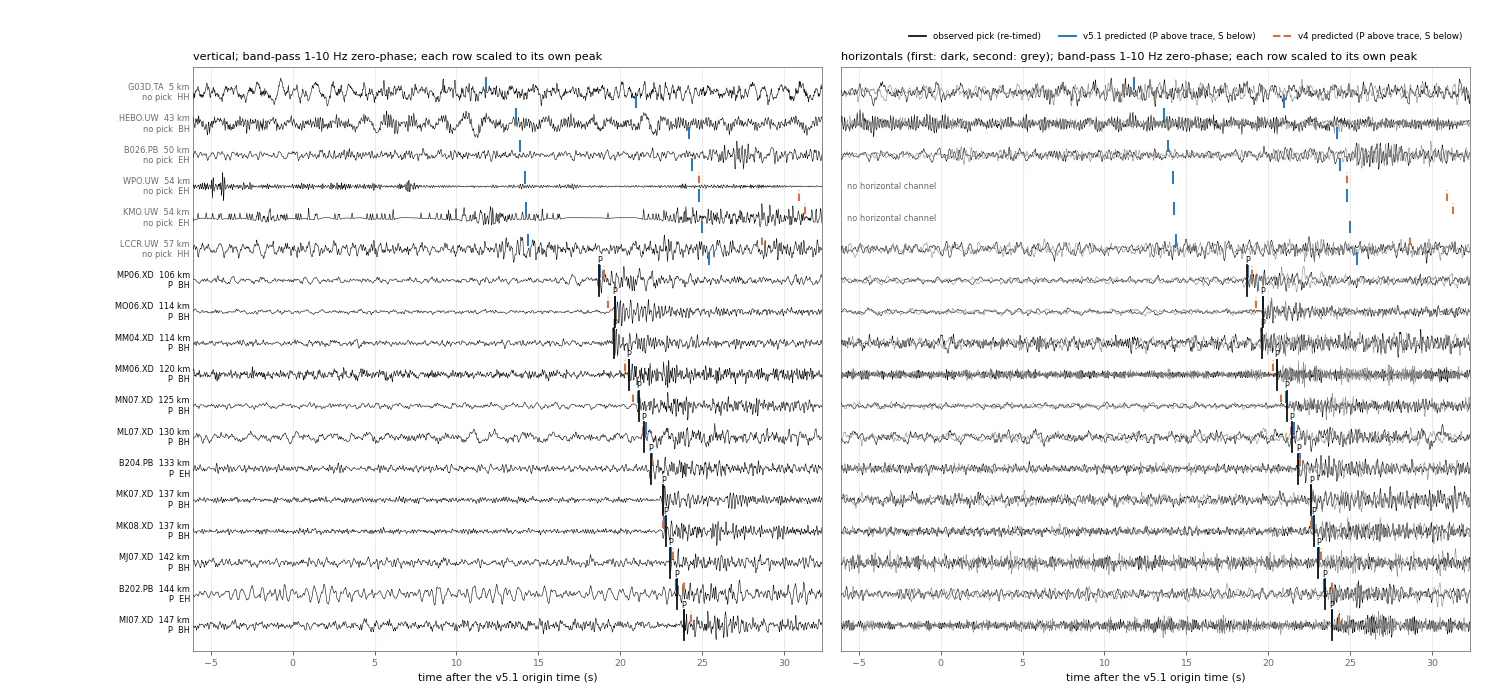 observed pick (re-timed) v5.1 predicted (P above trace, S below) v4 predicted (P above trace, S below)
vertical; band-pass 1-10 Hz zero-phase; each row scaled to its own peak
horizontals (first: dark, second: grey); band-pass 1-10 Hz zero-phase; each row scaled to its own peak
G03D.TA 5 km
no pick HH
HEBO.UW 43 km
no pick BH
B026.PB 50 km
no pick EH
WPO.UW 54 km
no pick EH
no horizontal channel
KMO.UW 54 km
no pick EH
no horizontal channel
LCCR.UW 57 km
no pick HH
P P
MP06.XD 106 km
P BH
P P
MO06.XD 114 km
P BH
P P
MM04.XD 114 km
P BH
P P
MM06.XD 120 km
P BH
P P
MN07.XD 125 km
P BH
P P
ML07.XD 130 km
P BH
P P
B204.PB 133 km
P EH
P P
MK07.XD 137 km
P BH
P P
MK08.XD 137 km
P BH
P P
MJ07.XD 142 km
P BH
P P
B202.PB 144 km
P EH
P P
MI07.XD 147 km
P BH
−5 0 5 10 15 20 25 30
−5 0 5 10 15 20 25 30
time after the v5.1 origin time (s)
time after the v5.1 origin time (s)